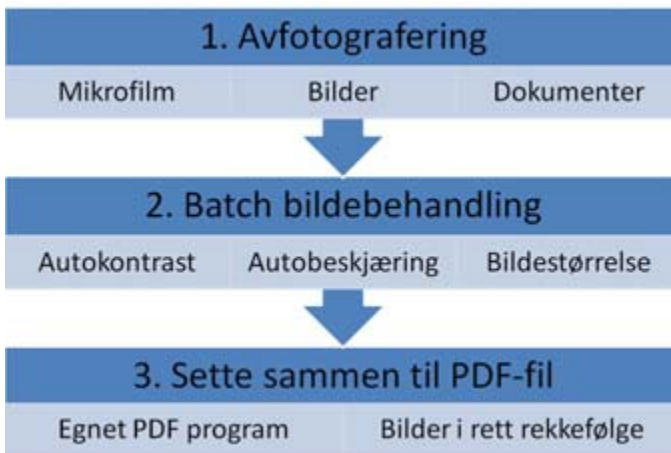 1. Avfotografering
Mikrofilm Bilder Dokumenter
2. Batch bildebehandling
Autokontrast Autobeskjæring Bildestørrelse
3. Sette sammen til PDF-fil
Egnet PDF program Bilder i rett rekkefølge